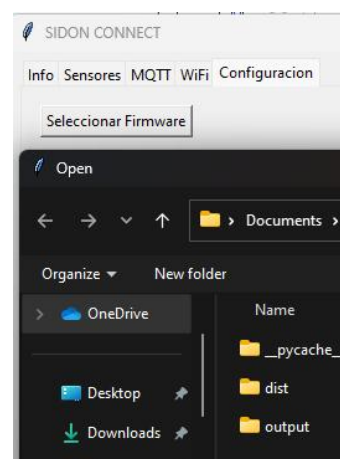 SIDON CONNECT
Info Sensores MQTT WiFi Configuracion
Seleccionar Firmware
Open
Documents
Organize New folder
OneDrive Name
__pycache_
Desktop dist
Downloads output